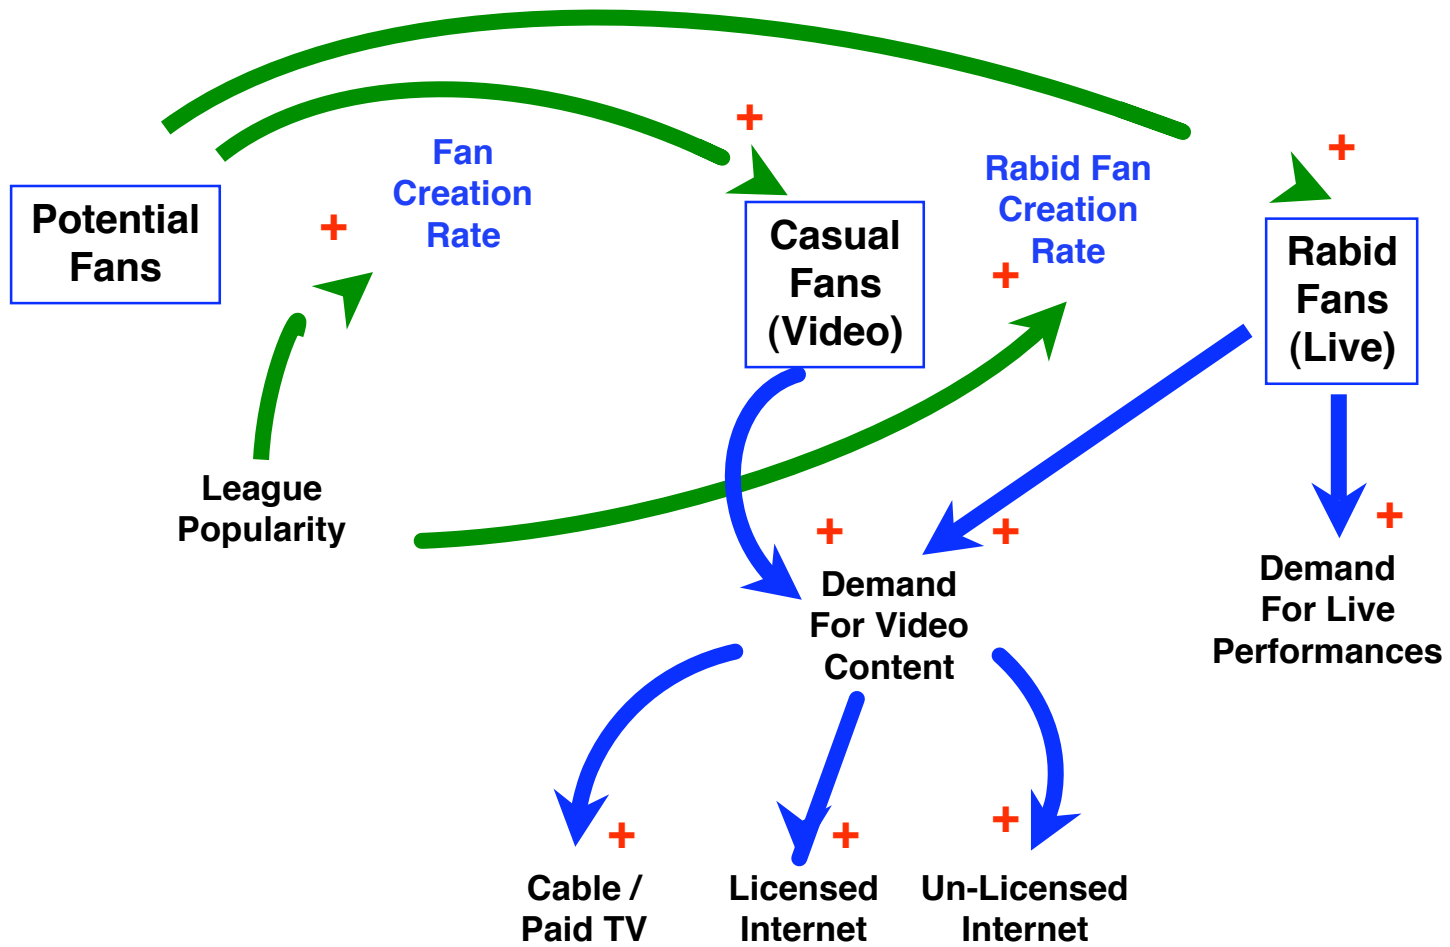 Potential
Fans
+
Fan
Creation
Rate
+
Casual
Fans
(Video)
Rabid Fan
Creation
Rate
+
+
Rabid
Fans
(Live)
League
Popularity
+
+
Demand
For Video
Content
+
Demand
For Live
Performances
+
+
+
Cable /
Paid TV
Licensed
Internet
Un-Licensed
Internet